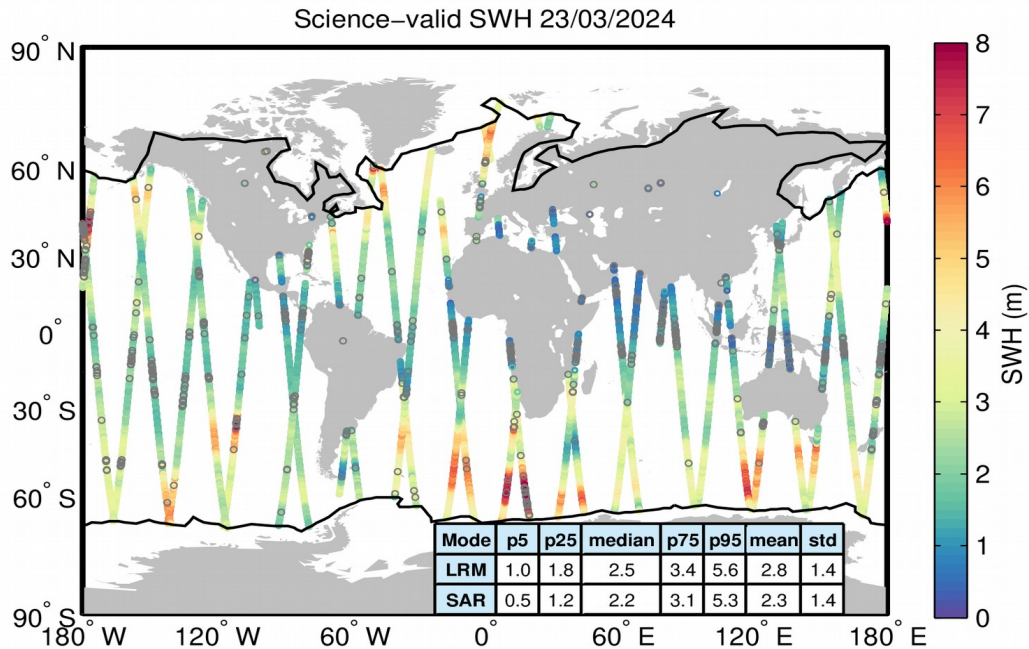 Science−valid SWH 23/03/2024
90° N
60° N
30° N
0°
30° S
60° S
90° S
180° W
120° W
60° W
0°
60° E
120° E
180° E
8
7
6
5
4
3
2
1
0
SWH (m)
Mode p5 p25 median p75 p95 mean std
LRM 1.0 1.8 2.5 3.4 5.6 2.8 1.4
SAR 0.5 1.2 2.2 3.1 5.3 2.3 1.4